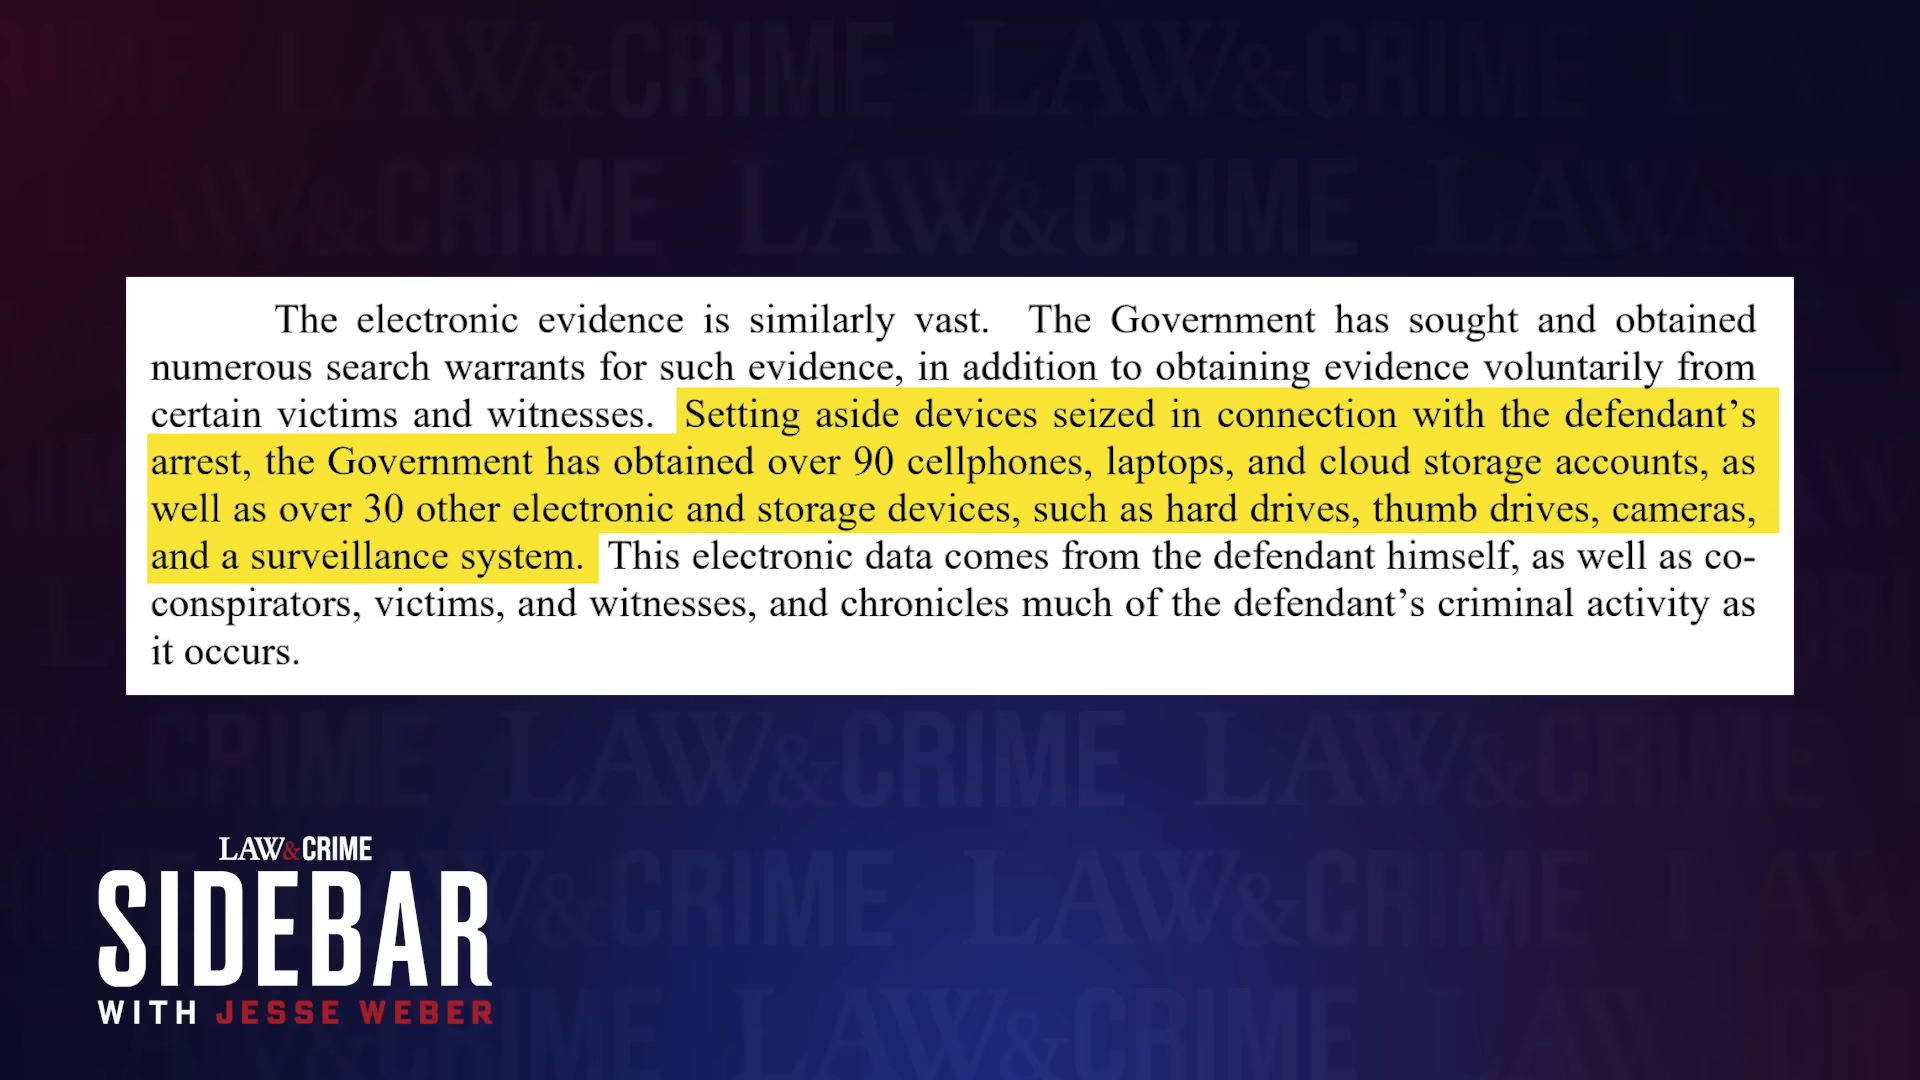 The electronic evidence is similarly vast. The Government has sought and obtained
numerous search warrants for such evidence, in addition to obtaining evidence voluntarily from
certain victims and witnesses. Setting aside devices seized in connection with the defendant’s
arrest, the Government has obtained over 90 cellphones, laptops, and cloud storage accounts, as
well as over 30 other electronic and storage devices, such as hard drives, thumb drives, cameras,
and a surveillance system. This electronic data comes from the defendant himself, as well as co-
conspirators, victims, and witnesses, and chronicles much of the defendant’s criminal activity as
it occurs.
LAW&CRIME
SIDEBAR
WITH JESSE WEBER